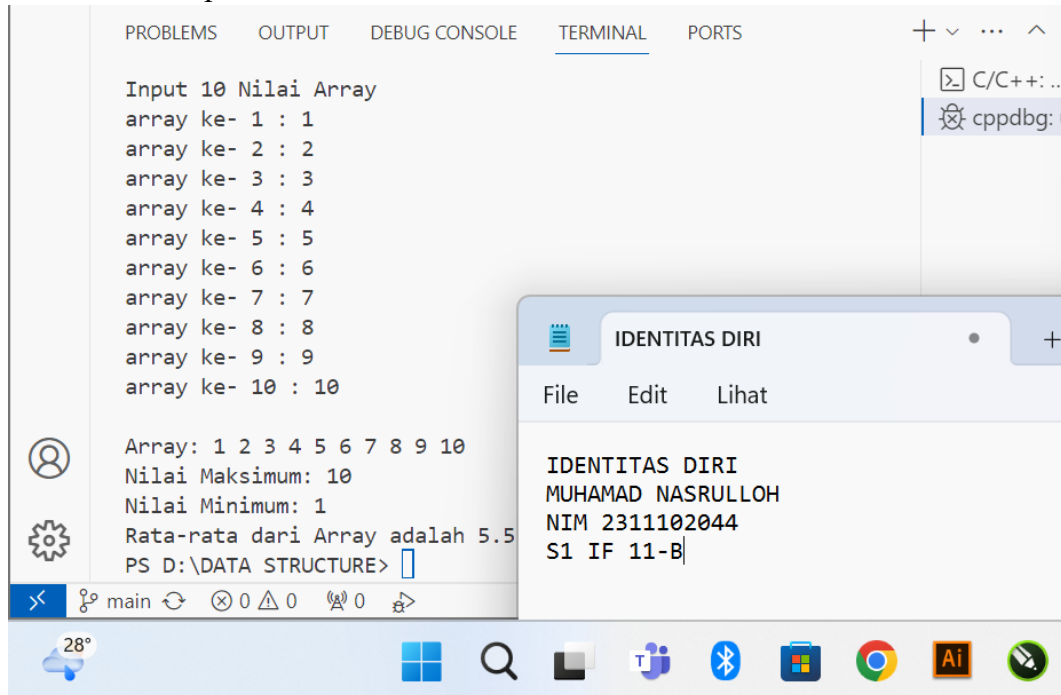 PROBLEMS OUTPUT DEBUG CONSOLE TERMINAL PORTS
Input 10 Nilai Array
array ke- 1 : 1
array ke- 2 : 2
array ke- 3 : 3
array ke- 4 : 4
array ke- 5 : 5
array ke- 6 : 6
array ke- 7 : 7
array ke- 8 : 8
array ke- 9 : 9
array ke- 10 : 10
Array: 1 2 3 4 5 6 7 8 9 10
Nilai Maksimum: 10
Nilai Minimum: 1
Rata-rata dari Array adalah 5.5
PS D:\DATA STRUCTURE>
C/C++: ...
cppdbg:
IDENTITAS DIRI
File Edit Lihat
IDENTITAS DIRI
MUHAMAD NASRULLOH
NIM 2311102044
S1 IF 11-B
main 0 0 0
28°
Ai